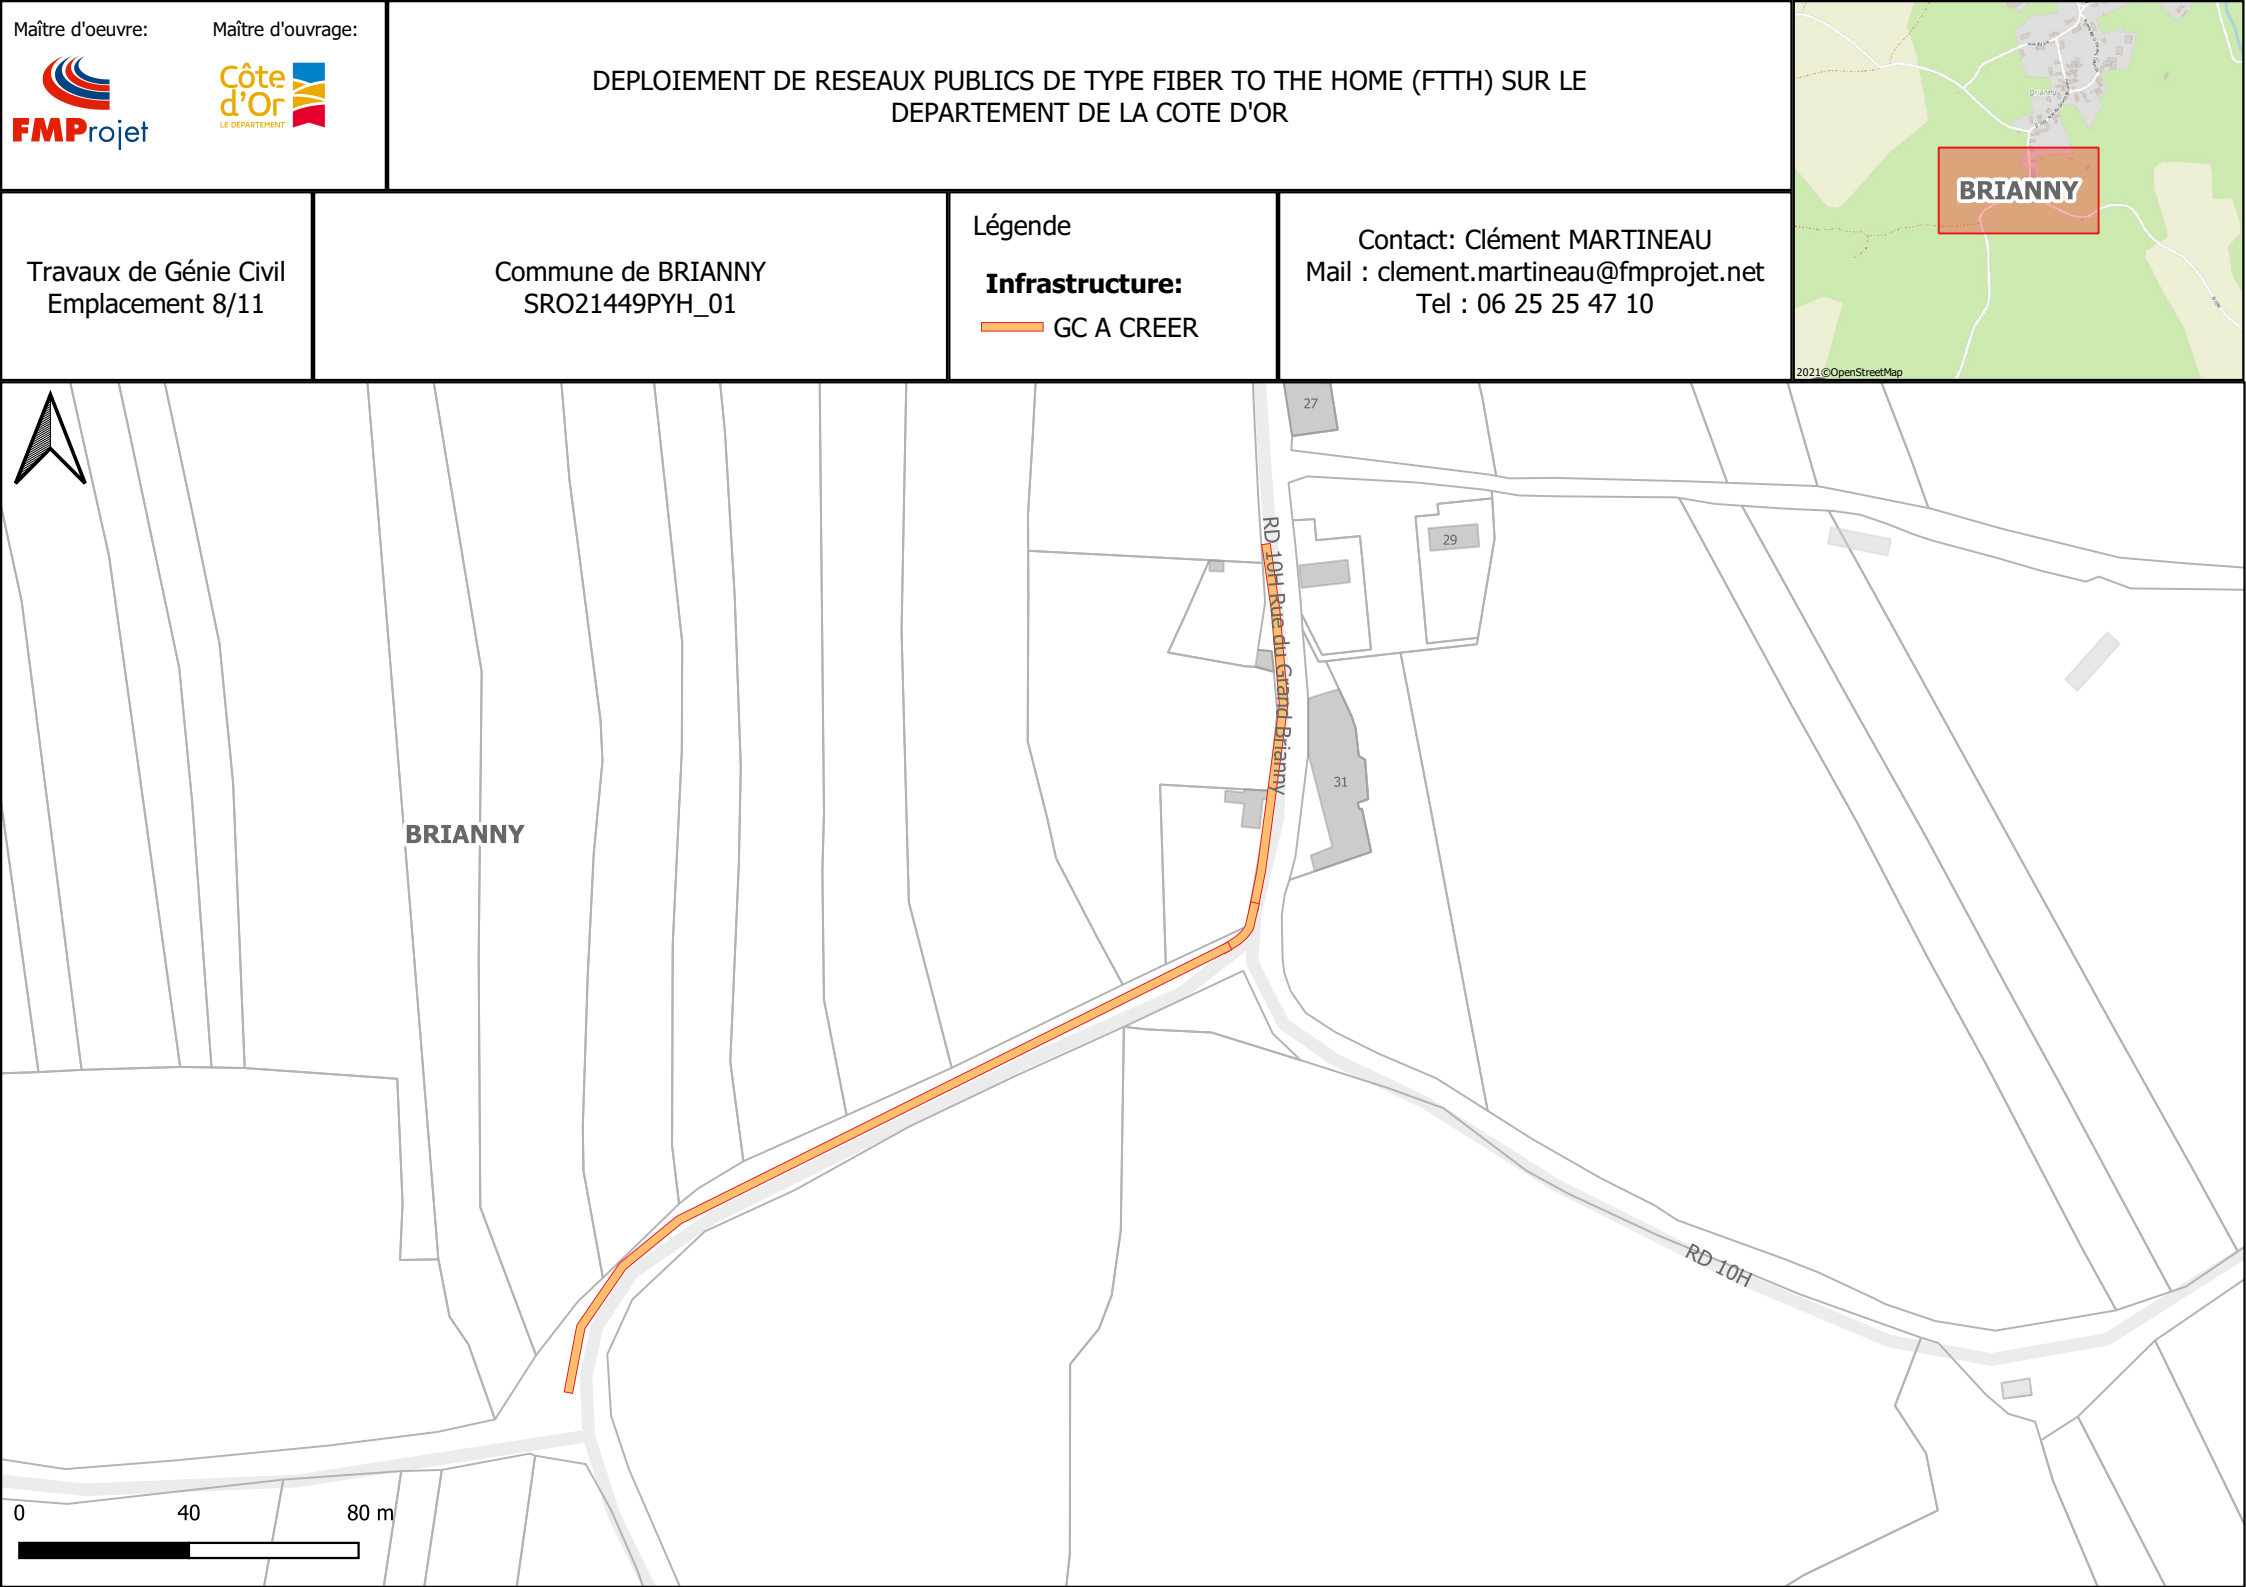 Maître d'oeuvre:
Maître d'ouvrage:
FMProjet
Côte
d'Or
LE DÉPARTEMENT
DEPLOIEMENT DE RESEAUX PUBLICS DE TYPE FIBER TO THE HOME (FTTH) SUR LE
DEPARTEMENT DE LA COTE D'OR
Brianny
BRIANNY
2021©OpenStreetMap
Travaux de Génie Civil
Emplacement 8/11
Commune de BRIANNY
SRO21449PYH_01
Légende
Infrastructure:
GC A CREER
Contact: Clément MARTINEAU
Mail : clement.martineau@fmprojet.net
Tel : 06 25 25 47 10
27
29
RD 10H Rue du Grand Brianny
31
BRIANNY
RD 10H
0 40 80 m